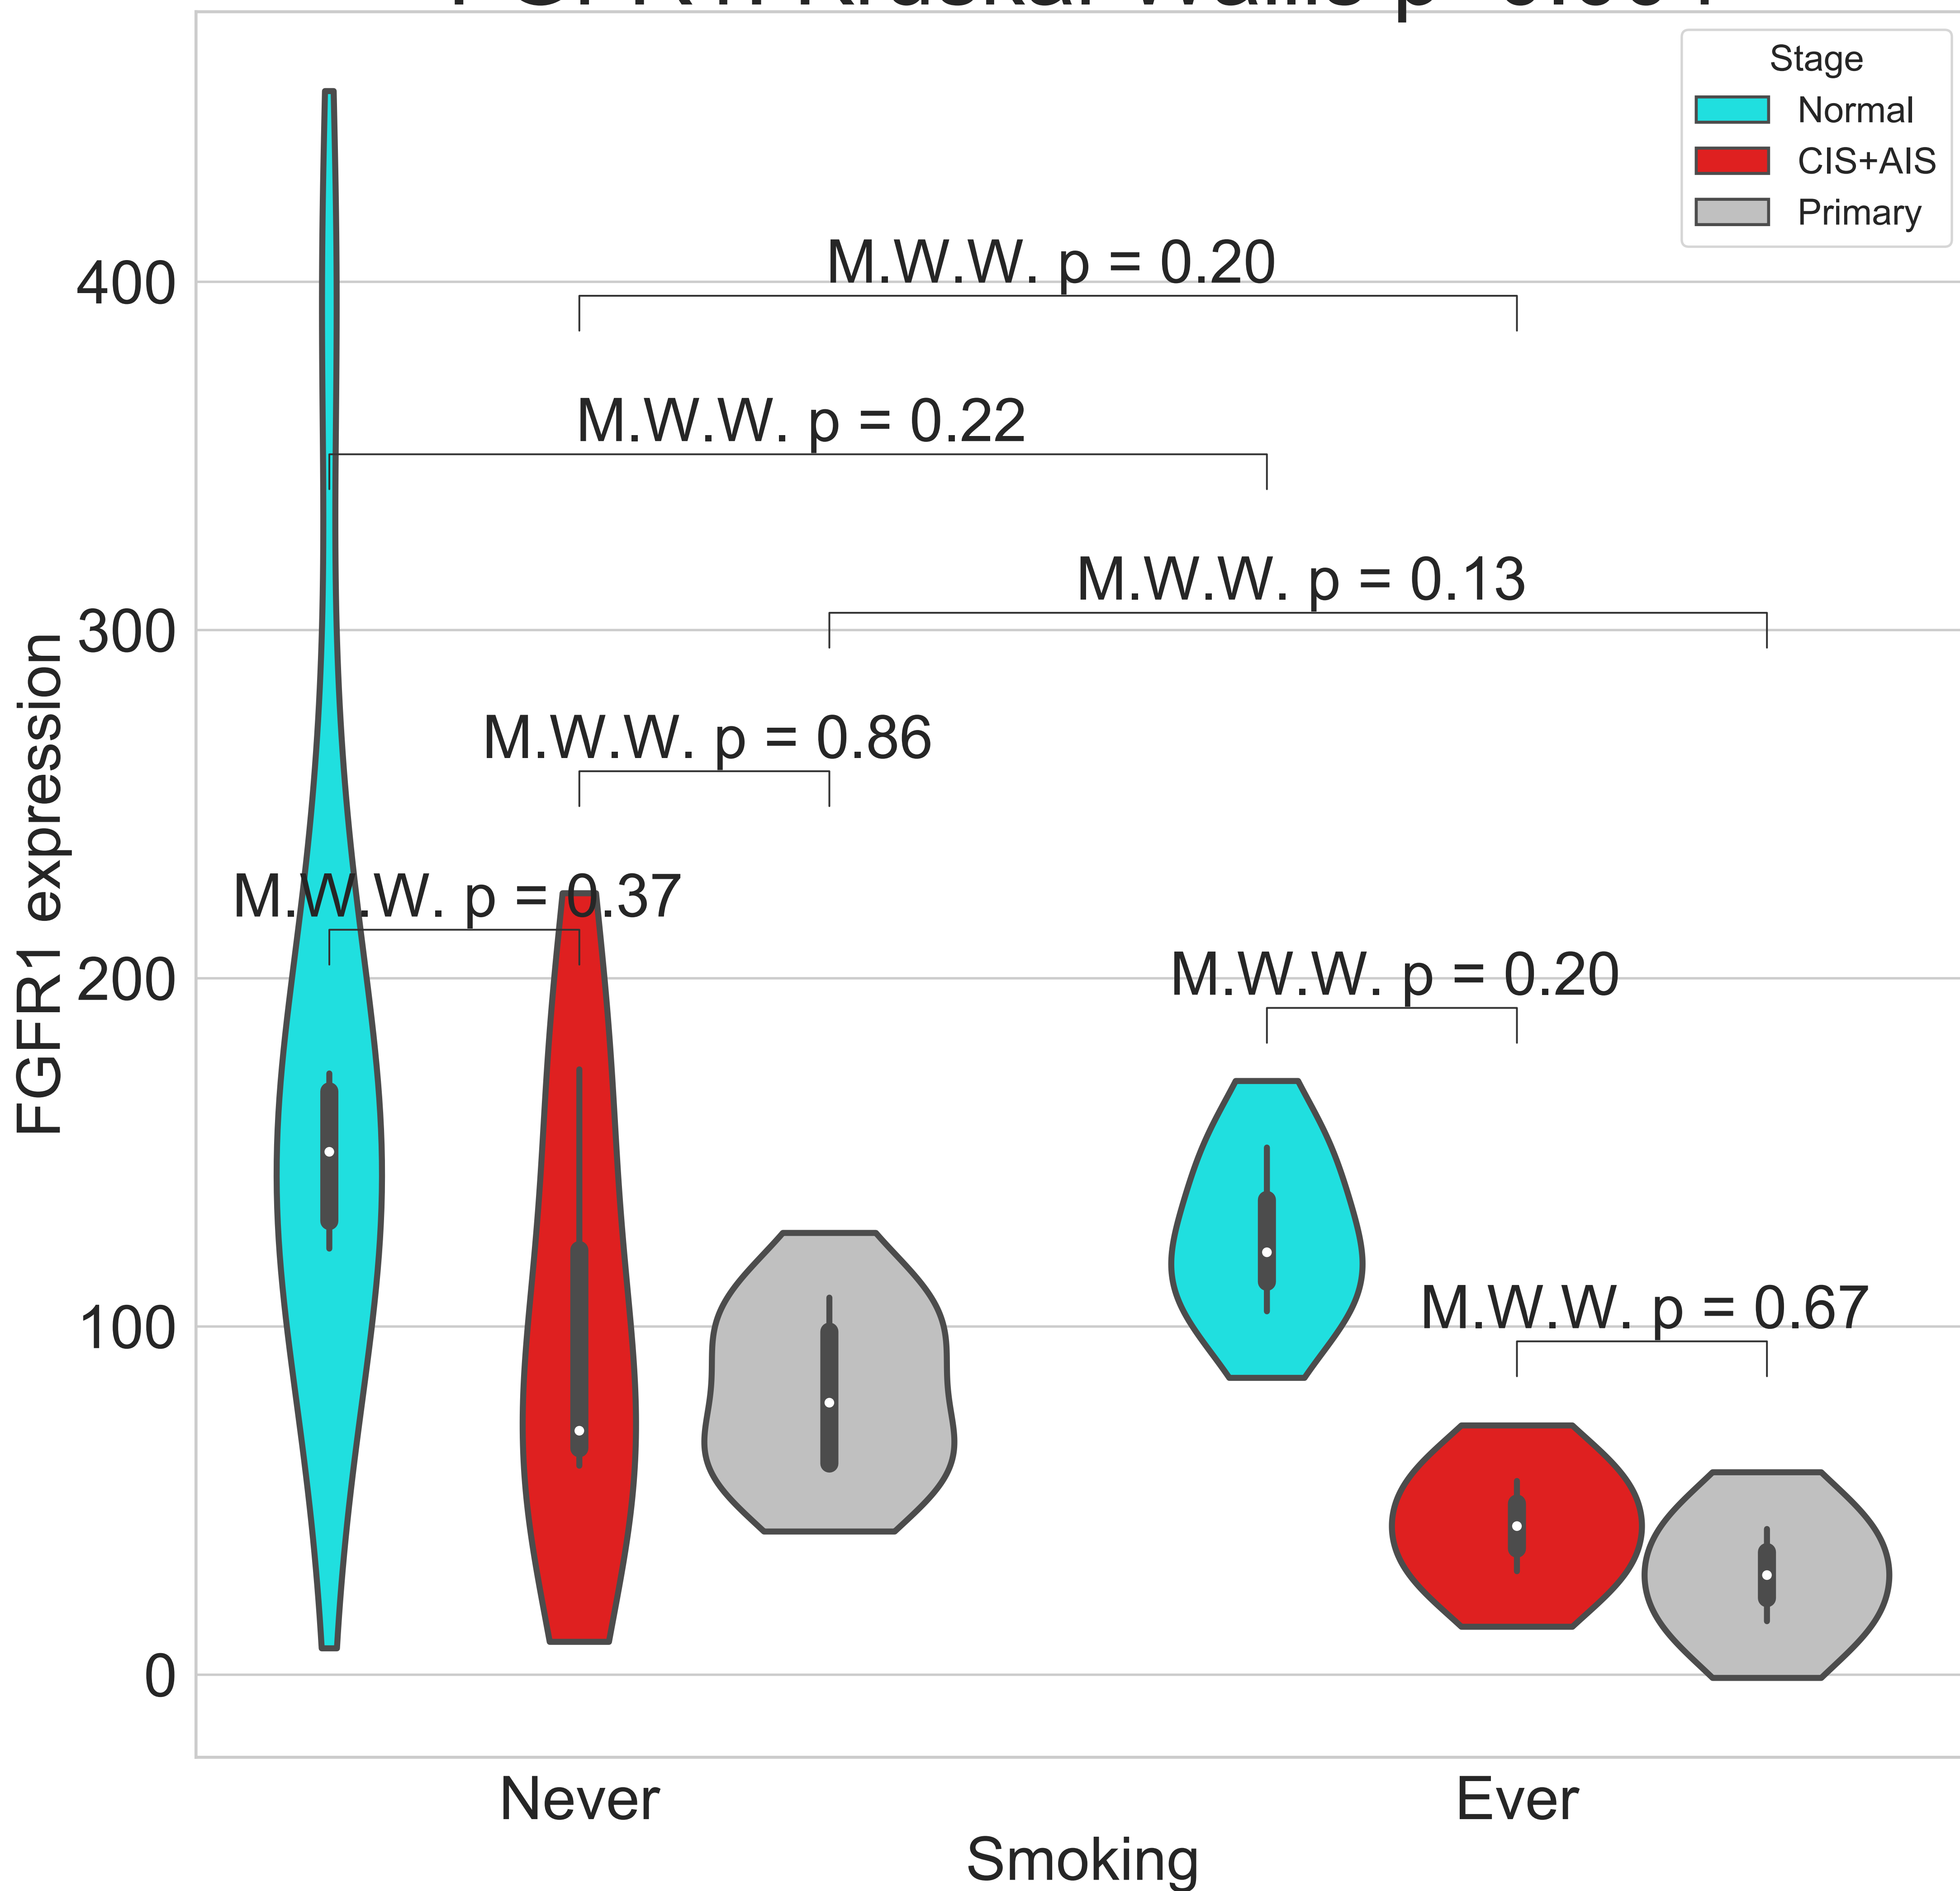 Stage
Normal
CIS+AIS
Primary
400
M.W.W. p = 0.20
M.W.W. p = 0.22
300
M.W.W. p = 0.13
M.W.W. p = 0.86
M.W.W. p = 0.37
200
M.W.W. p = 0.20
100
M.W.W. p = 0.67
0
FGFR1 expression
Never
Ever
Smoking